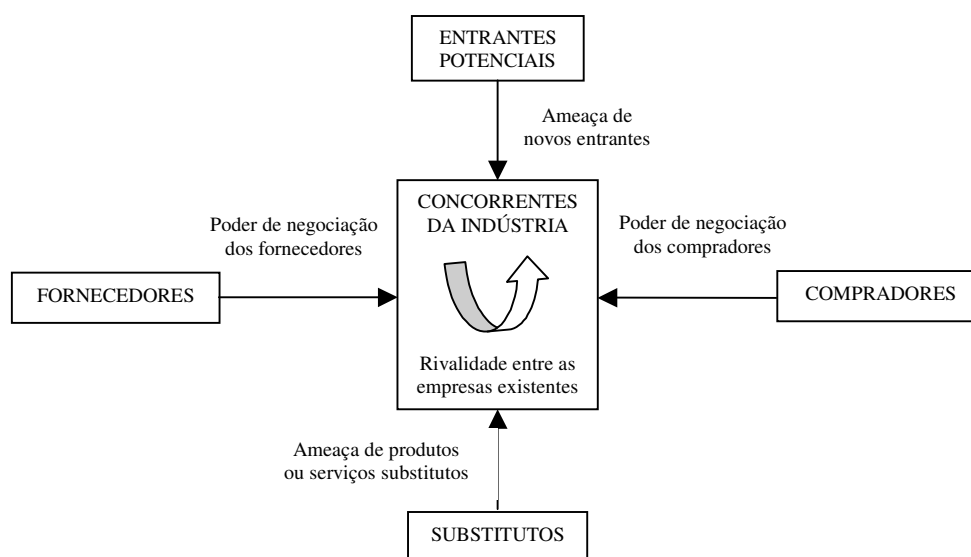 ENTRANTES
POTENCIAIS
Ameaça de
novos entrantes
CONCORRENTES
DA INDÚSTRIA
Poder de negociação
dos fornecedores
Poder de negociação
dos compradores
FORNECEDORES
COMPRADORES
Rivalidade entre as
empresas existentes
Ameaça de produtos
ou serviços substitutos
SUBSTITUTOS